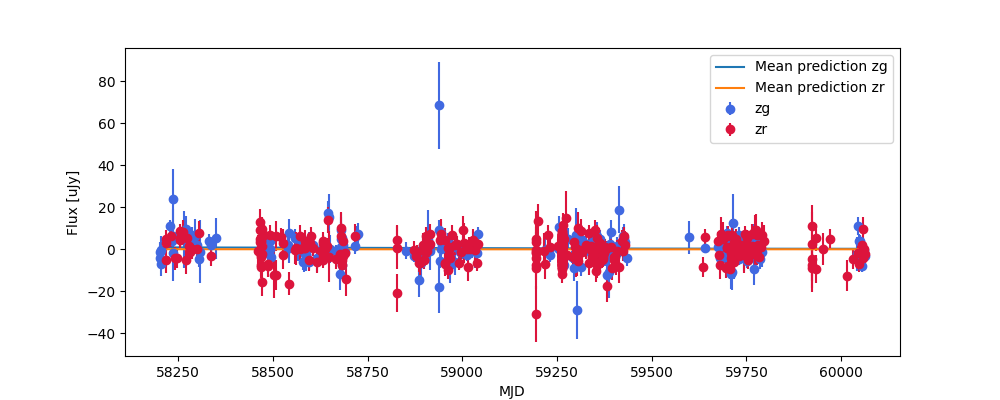 Mean prediction zg
Mean prediction zr
zg
zr
Flux [uJy]
80
60
40
20
0
−20
−40
58250
58500
58750
59000
59250
59500
59750
60000
MJD